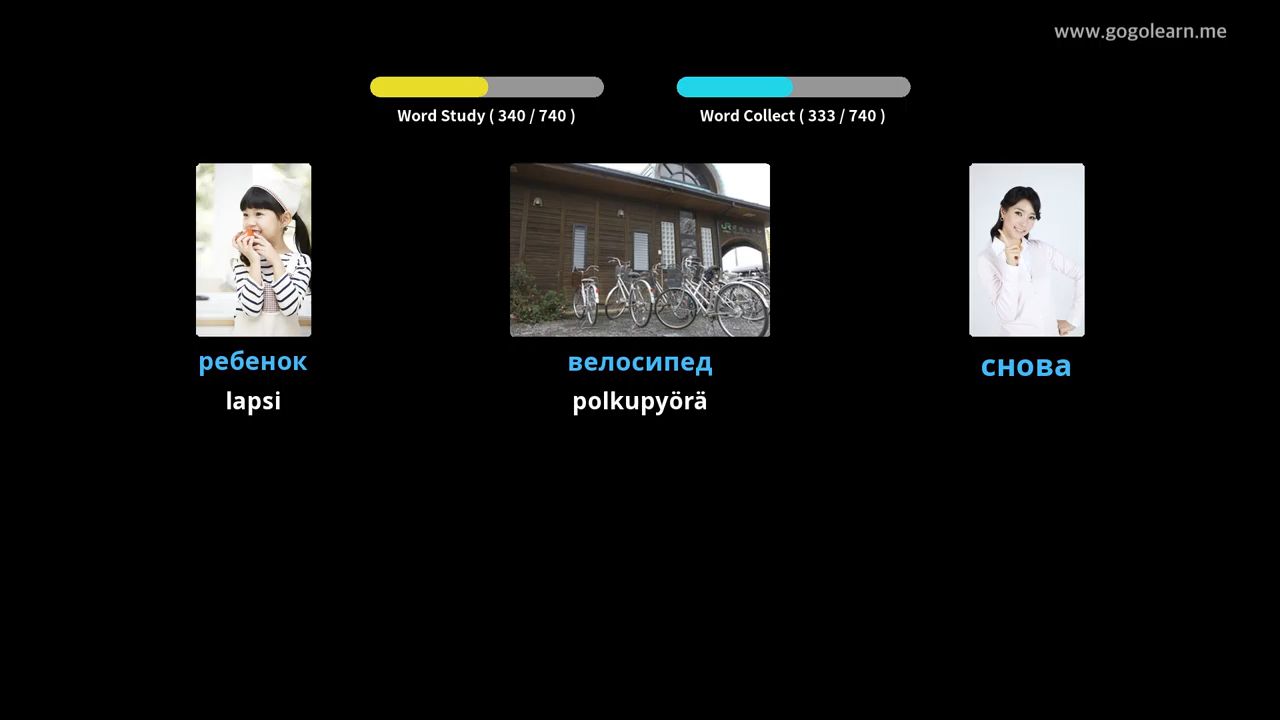 www.gogolearn.me
Word Study ( 340 / 740 )
Word Collect ( 333 / 740 )
ребенок
lapsi
велосипед
polkupyörä
снова